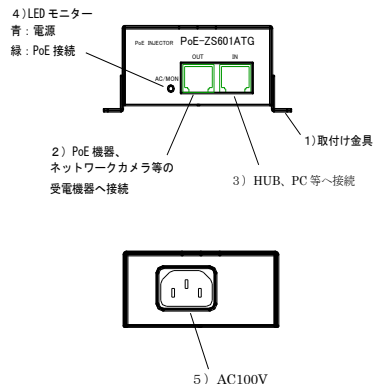 4)LED モニター
青：電源
緑：PoE 接続
PoE INJECTOR PoE-ZS601ATG
OUT IN
AC/MON
1)取付け金具
2）PoE 機器、
ネットワークカメラ等の
受電機器へ接続
3）HUB、PC 等へ接続
5）AC100V